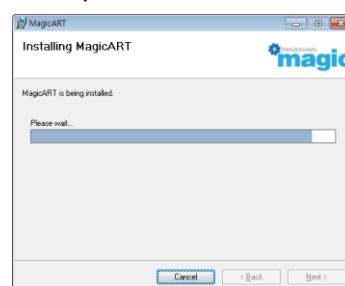 MagicART
Installing MagicART
ENGRAVING
magic
MagicART is being installed.
Please wait...
Cancel
< Back
Next >